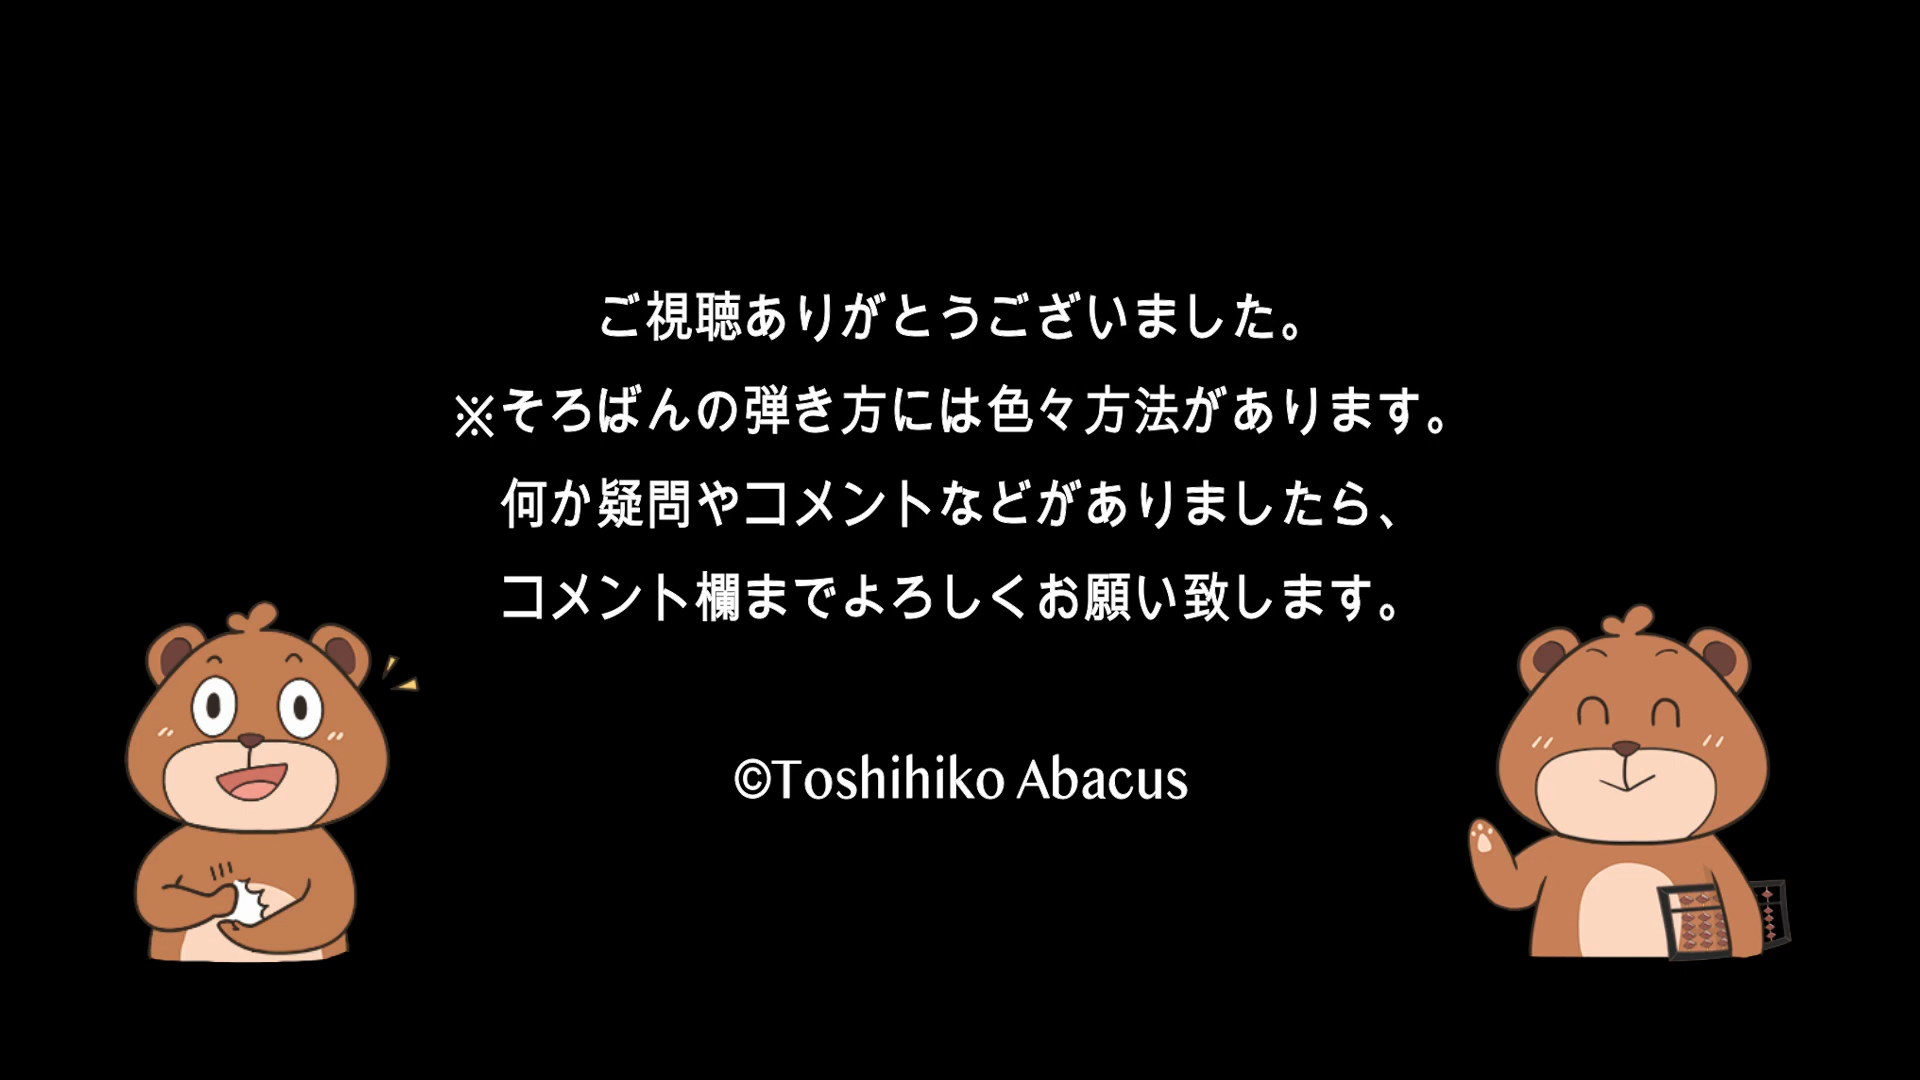 ご視聴ありがとうございました。
※そろばんの弾き方には色々方法があります。
何か疑問やコメントなどがありましたら、
コメント欄までよろしくお願い致します。
©Toshihiko Abacus